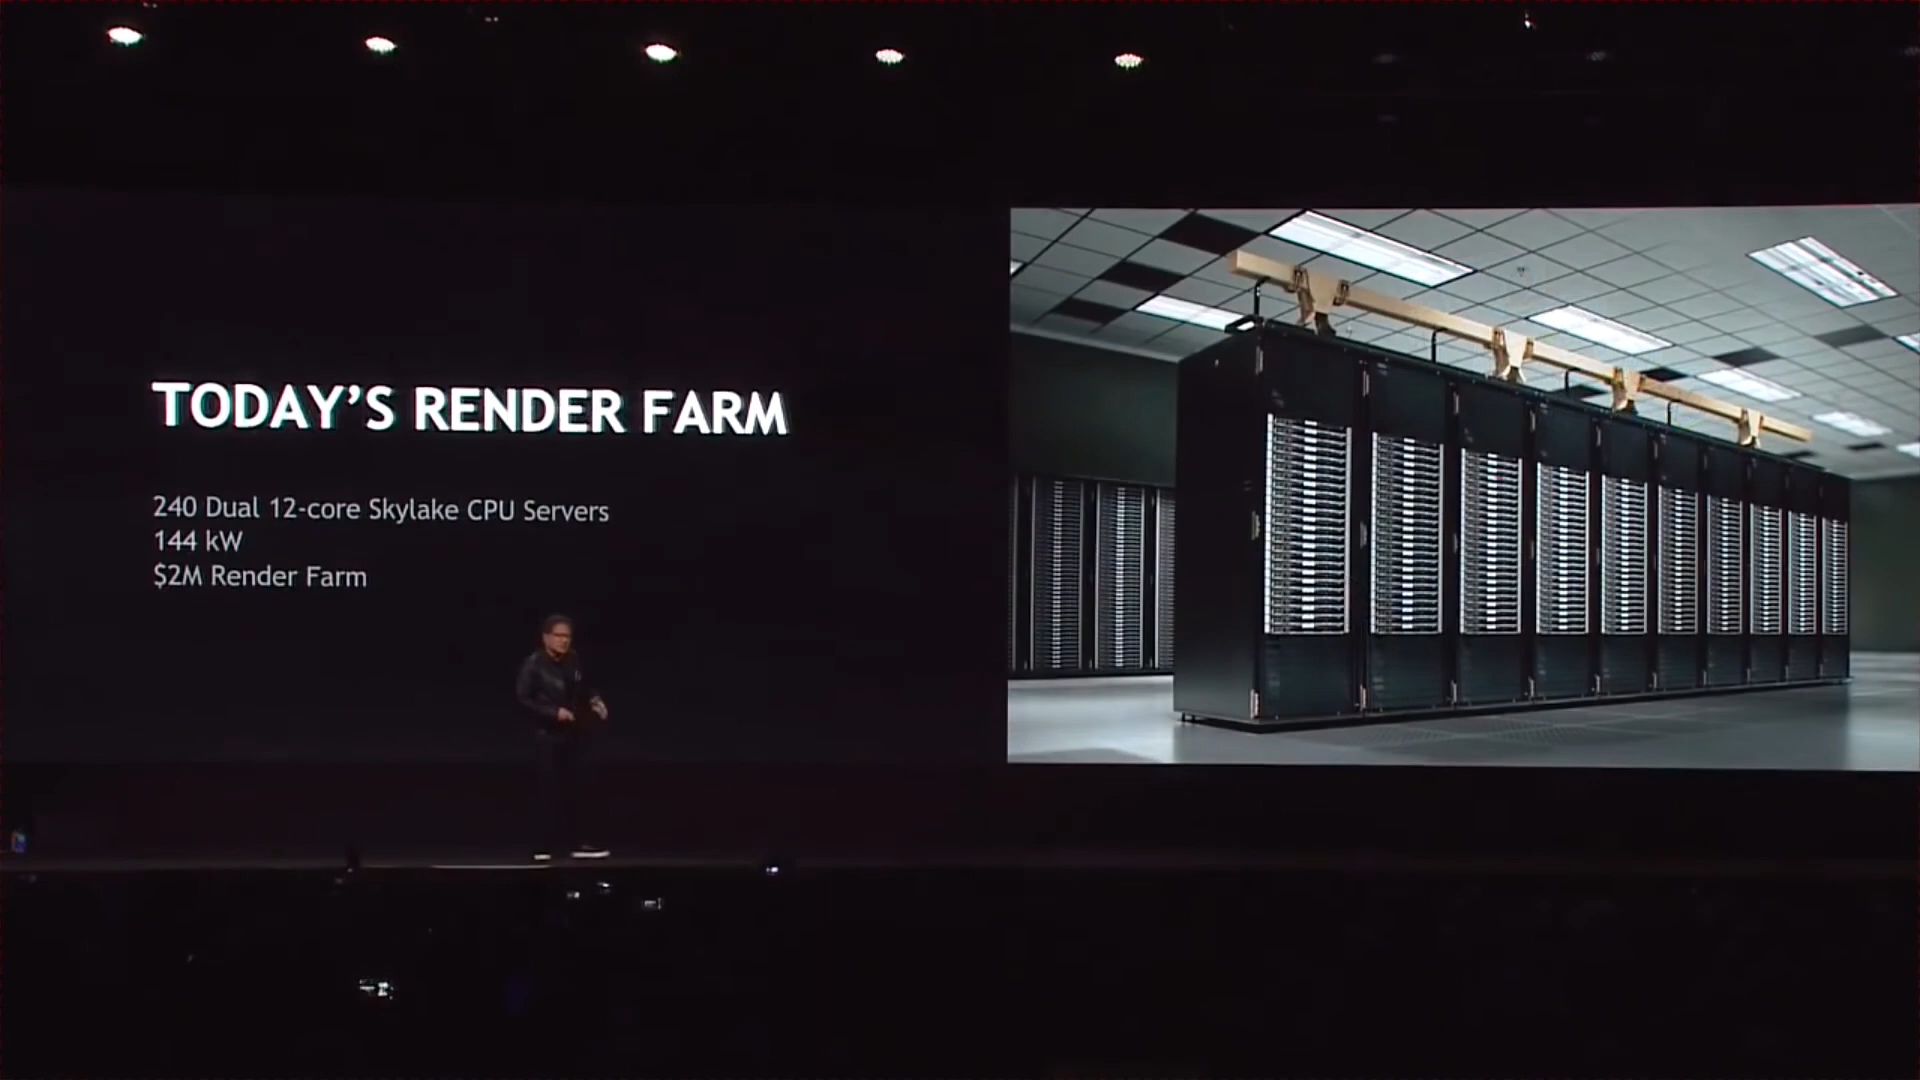 TODAY'S RENDER FARM
240 Dual 12-core Skylake CPU Servers
144 kW
$2M Render Farm